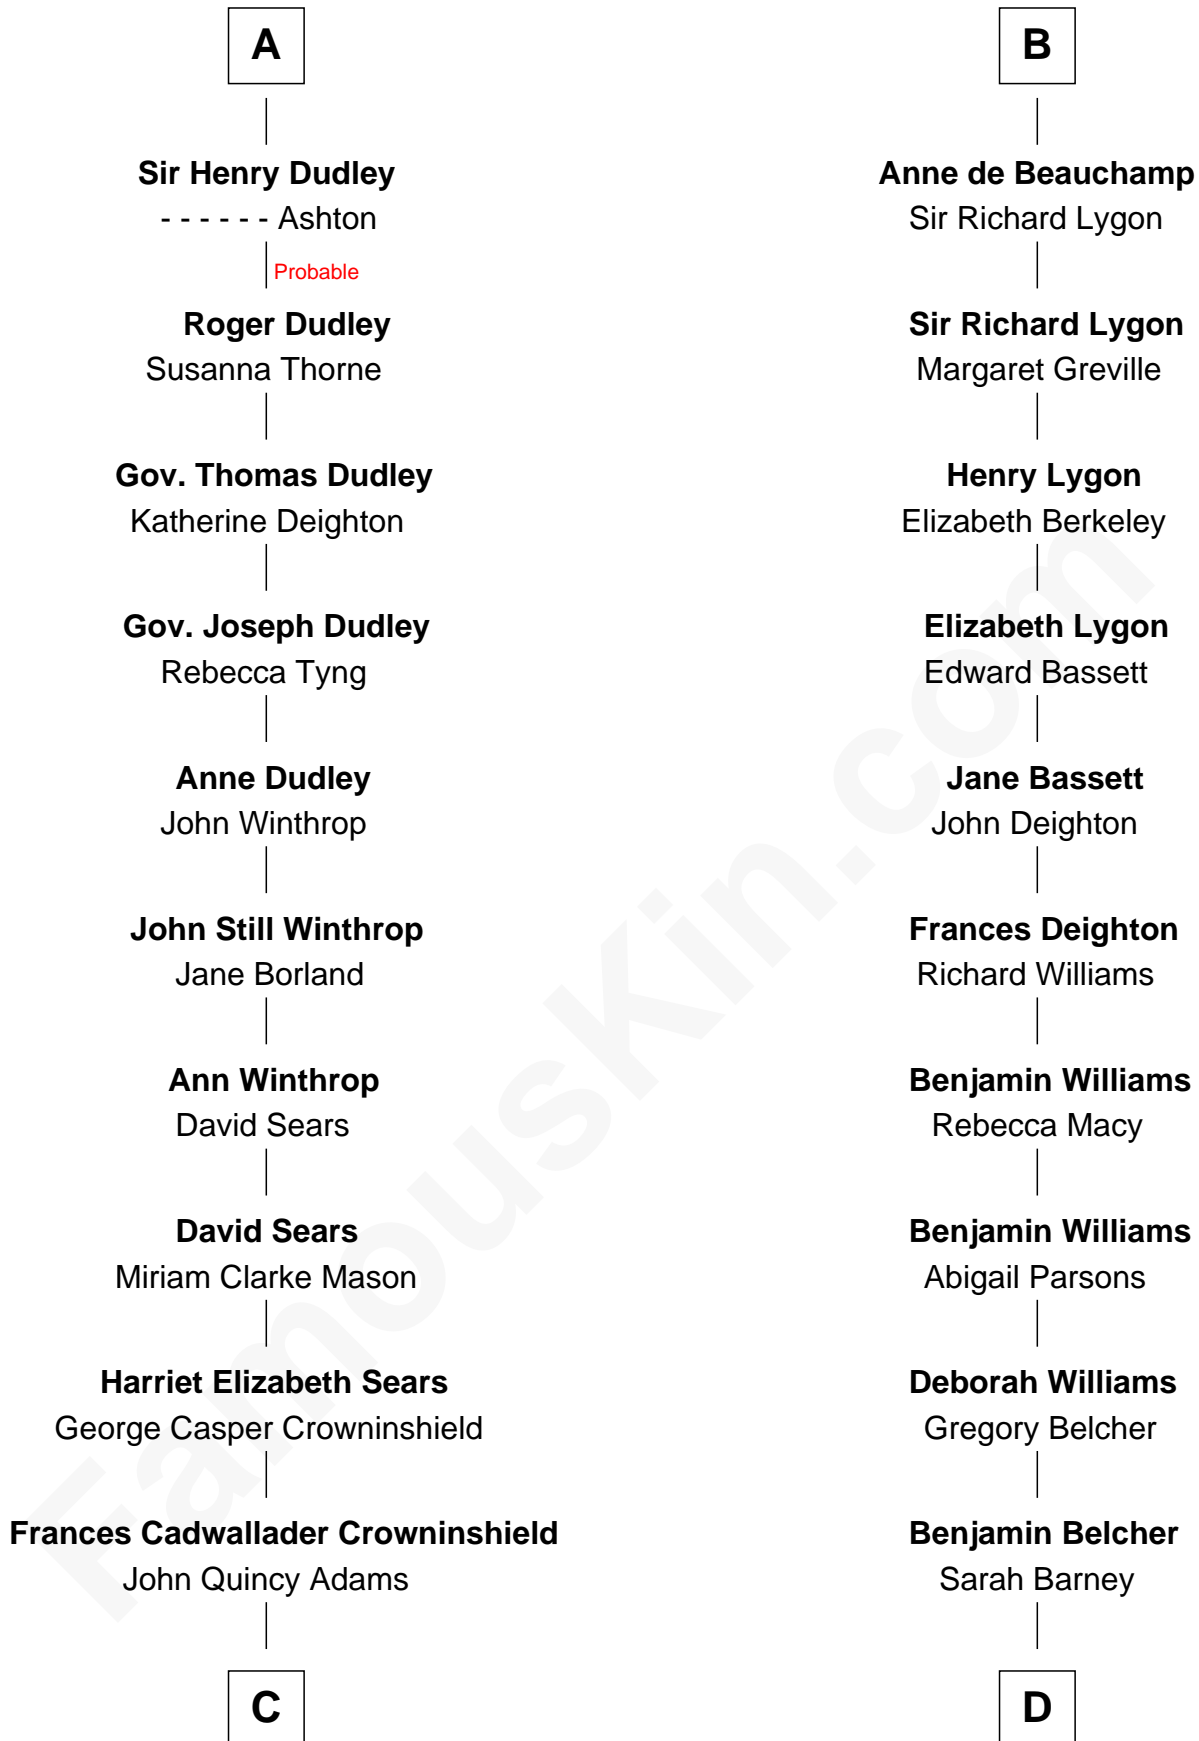 A
Sir Henry Dudley
- - - - - - Ashton
Probable
Roger Dudley
Susanna Thorne
Gov. Thomas Dudley
Katherine Deighton
Gov. Joseph Dudley
Rebecca Tyng
Anne Dudley
John Winthrop
John Still Winthrop
Jane Borland
Ann Winthrop
David Sears
David Sears
Miriam Clarke Mason
Harriet Elizabeth Sears
George Casper Crowninshield
Frances Cadwallader Crowninshield
John Quincy Adams
C
B
Anne de Beauchamp
Sir Richard Lygon
Sir Richard Lygon
Margaret Greville
Henry Lygon
Elizabeth Berkeley
Elizabeth Lygon
Edward Bassett
Jane Bassett
John Deighton
Frances Deighton
Richard Williams
Benjamin Williams
Rebecca Macy
Benjamin Williams
Abigail Parsons
Deborah Williams
Gregory Belcher
Benjamin Belcher
Sarah Barney
D
FamousKin.com